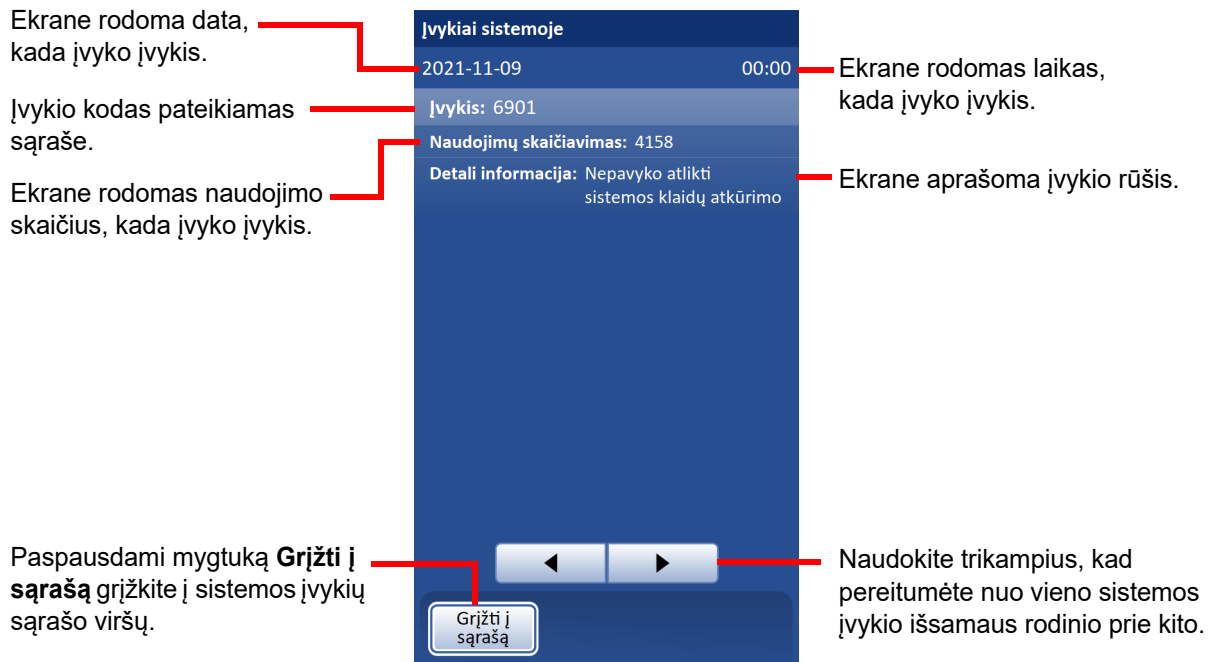 Ekrane rodoma data,
kada įvyko įvykis.
Įvykio kodas pateikiamas
sąraše.
Ekrane rodomas naudojimo
skaičius, kada įvyko įvykis.
Paspausdami mygtuką Grįžti į
sąrašą grįžkite į sistemos įvykių
sąrašo viršų.
Įvykiai sistemoje
2021-11-09 00:00
Įvykis: 6901
Naudojimų skaičiavimas: 4158
Detali informacija: Nepavyko atlikti
sistemos klaidų atkūrimo
Grįžti į
sąrašą
Ekrane rodomas laikas,
kada įvyko įvykis.
Ekrane aprašoma įvykio rūšis.
Naudokite trikampius, kad
pereitumėte nuo vieno sistemos
įvykio išsamaus rodinio prie kito.